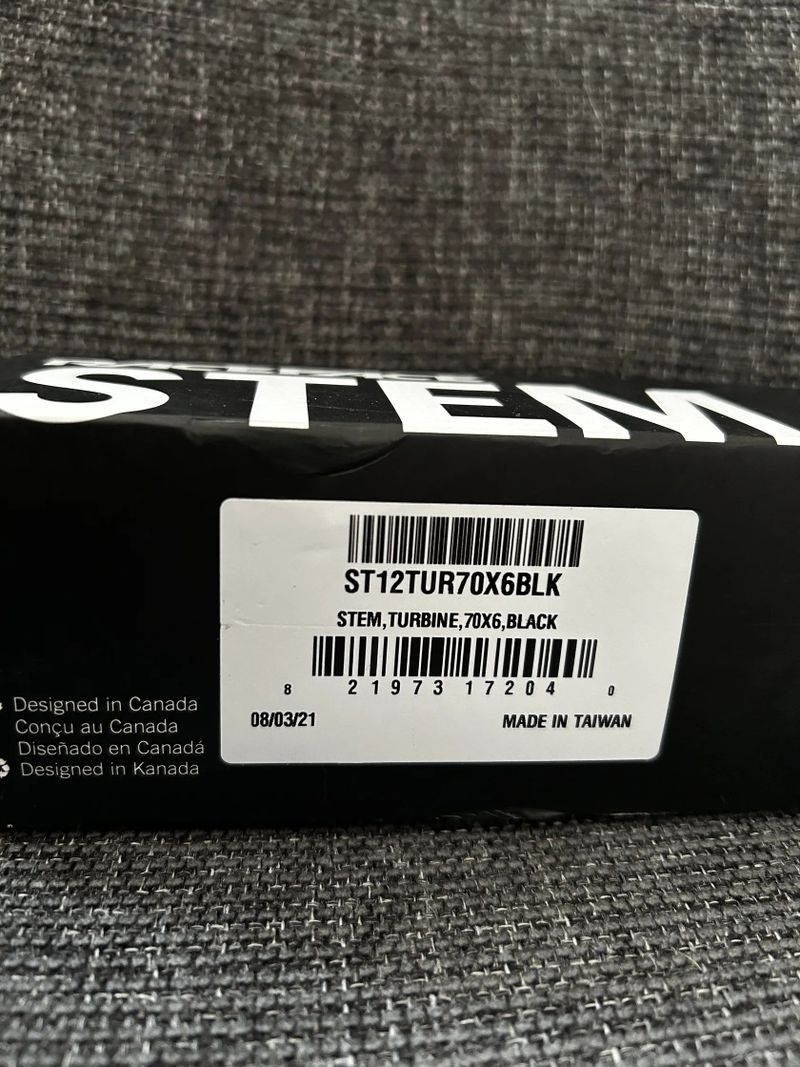 STEM
ST12TUR70X6BLK
STEM,TURBINE,70X6,BLACK
8 21973 17204 0
08/03/21 MADE IN TAIWAN
Designed in Canada
Conçu au Canada
Diseñado en Canadá
Designed in Kanada